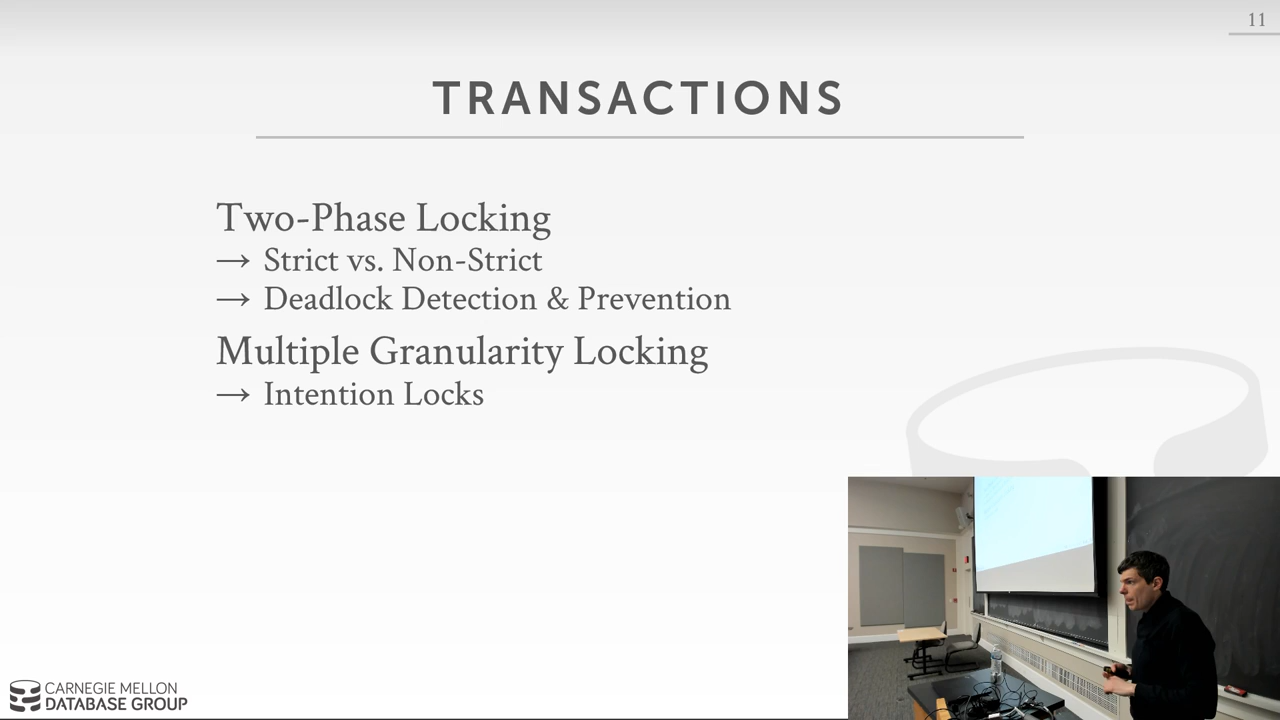 11
TRANSACTIONS
Two-Phase Locking
→ Strict vs. Non-Strict
→ Deadlock Detection & Prevention
Multiple Granularity Locking
→ Intention Locks
CARNEGIE MELLON
DATABASE GROUP